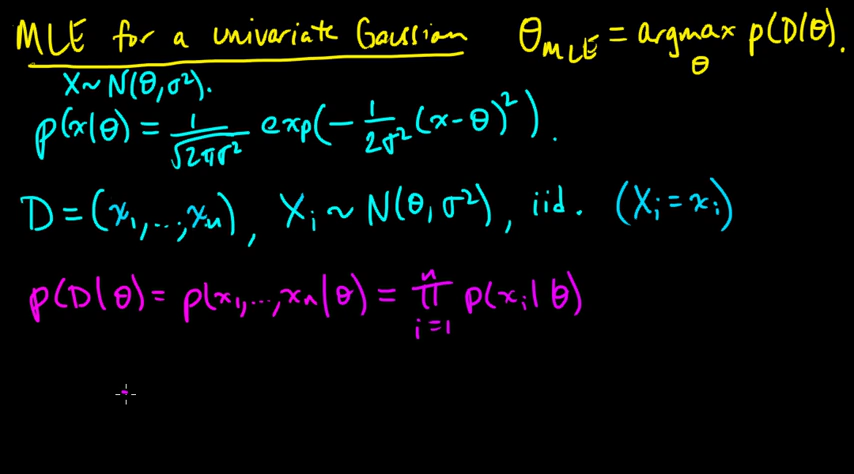 MLE for a univariate Gaussian θ_MLE = argmax_θ p(D|θ).
X ~ N(θ, σ²).
p(x|θ) = 1/√(2πσ²) exp(−1/(2σ²) (x−θ)²).
D = (x₁, ..., xₙ), Xᵢ ~ N(θ, σ²), iid. (Xᵢ = xᵢ)
p(D|θ) = p(x₁, ..., xₙ|θ) = ∏ᵢ₌₁ⁿ p(xᵢ|θ)